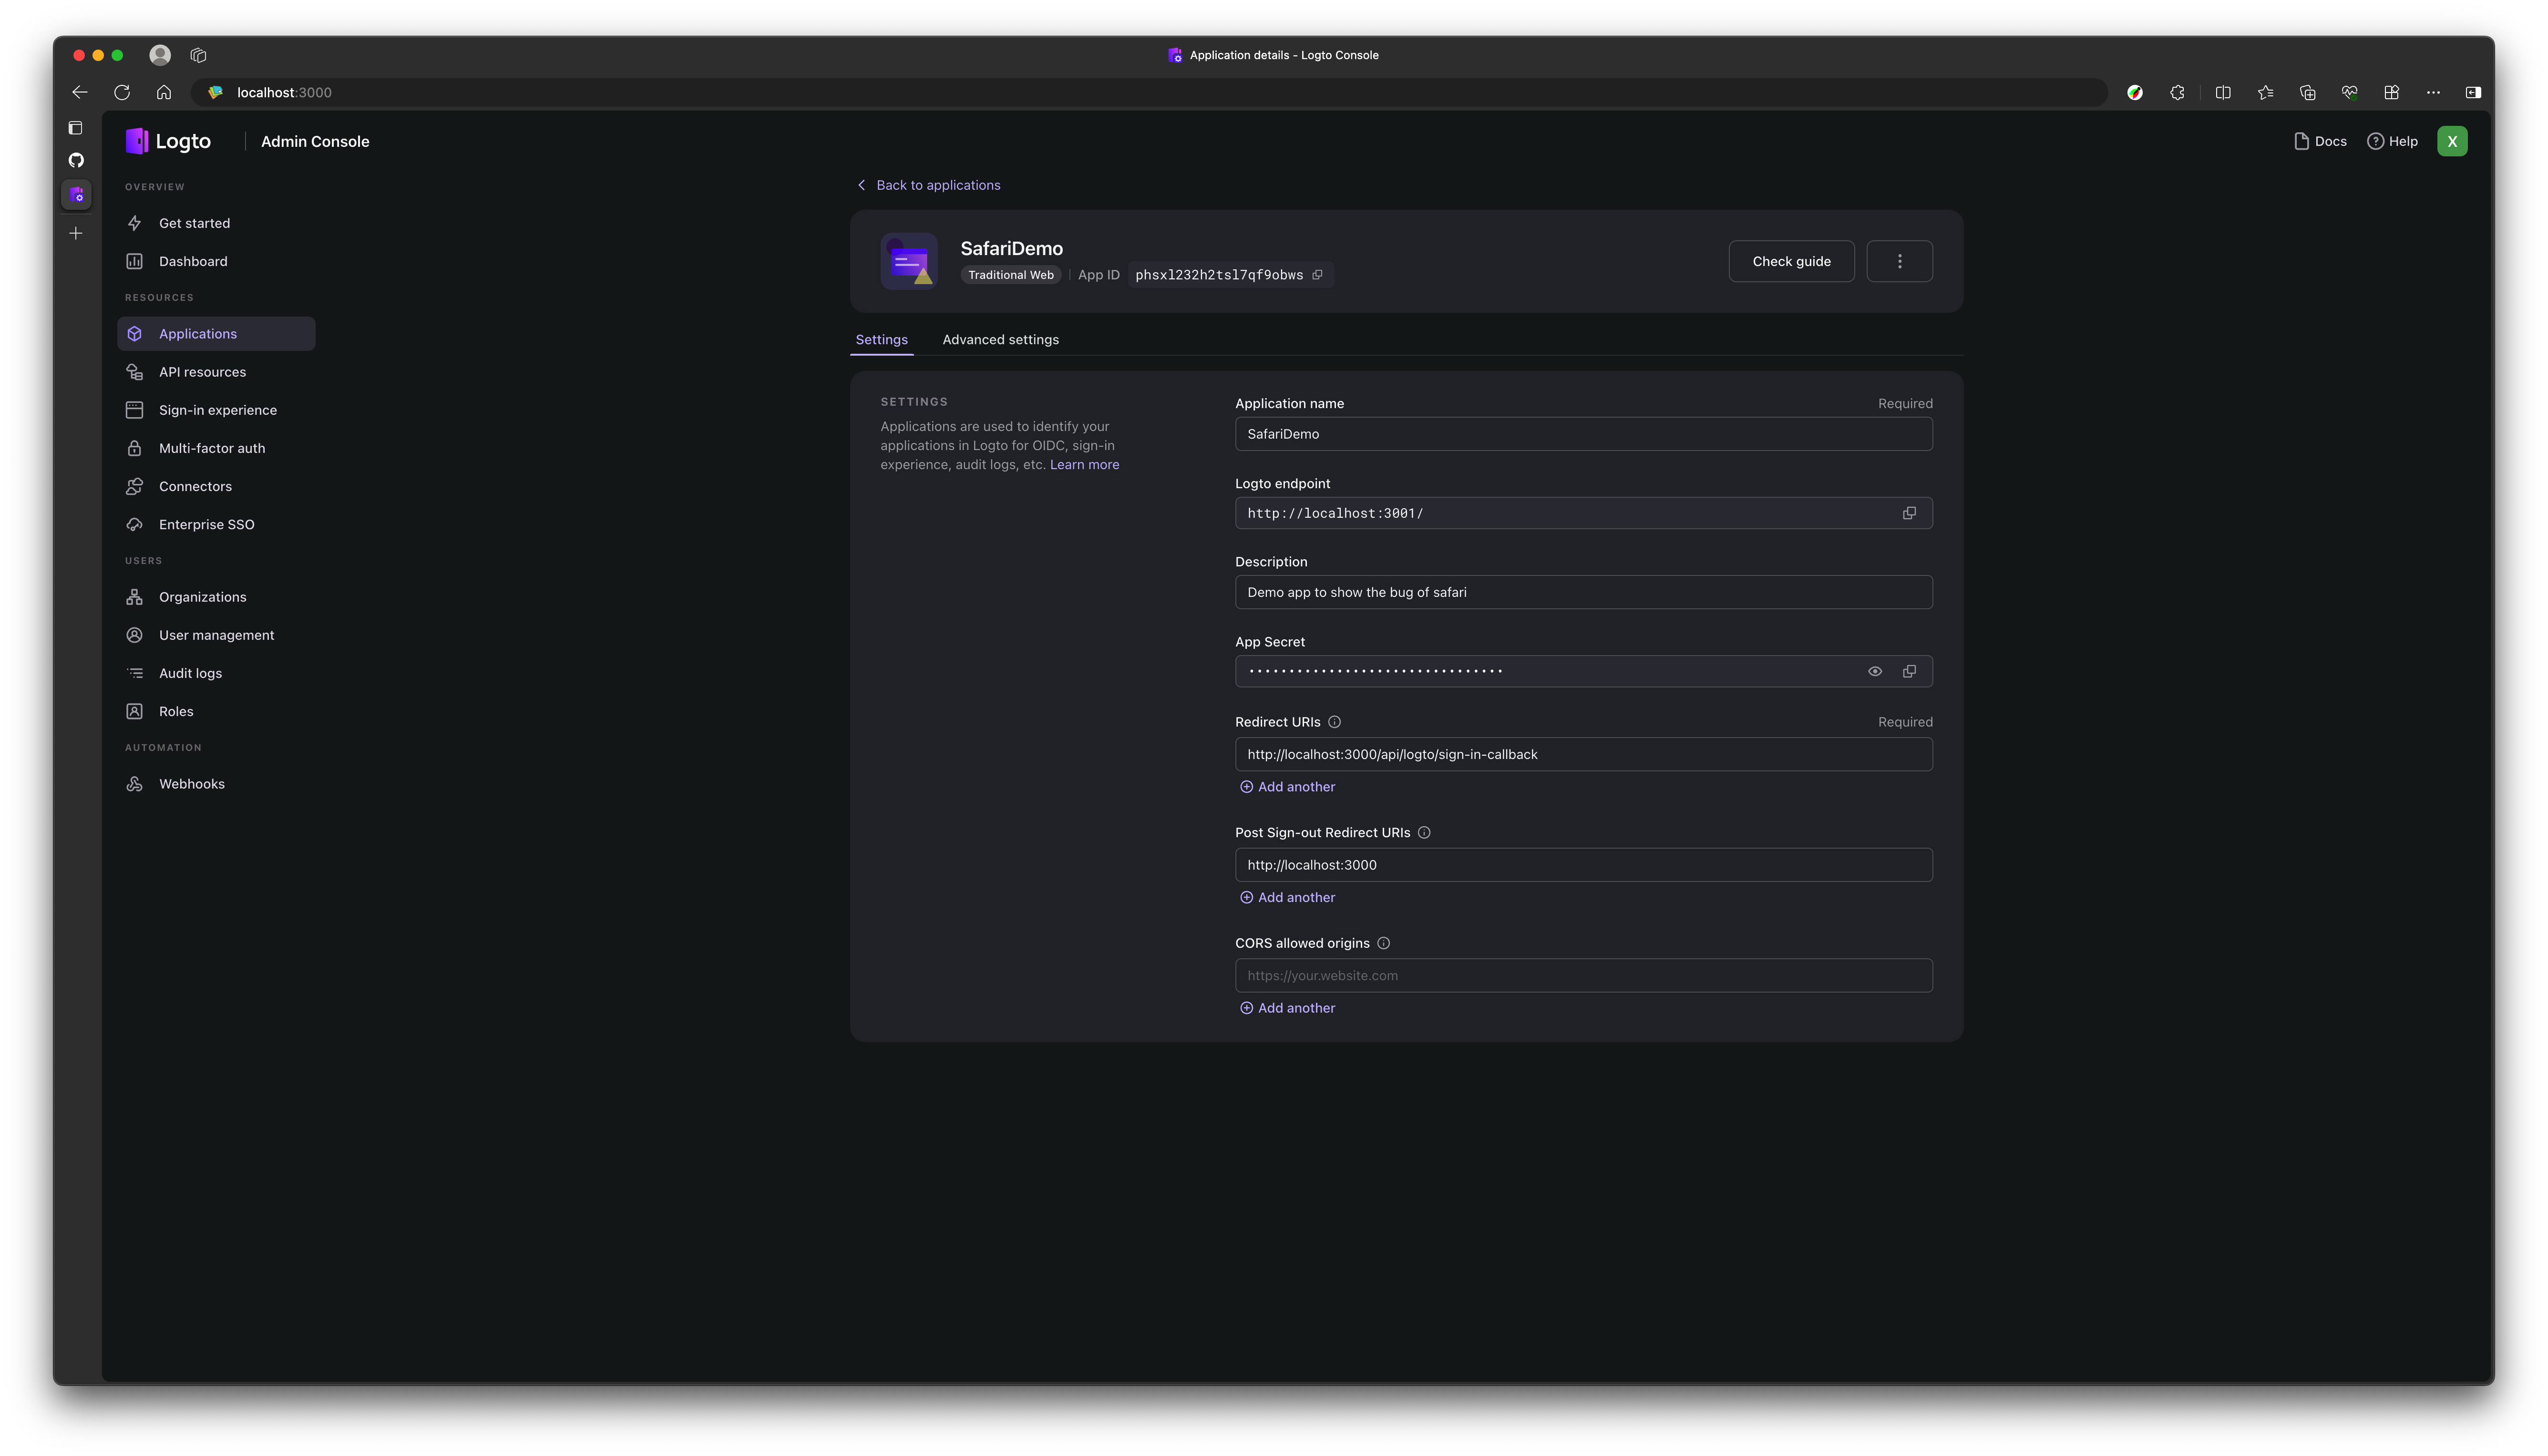 Application details - Logto Console
localhost:3000
Logto
Admin Console
Docs
Help
X
OVERVIEW
Get started
Dashboard
RESOURCES
Applications
API resources
Sign-in experience
Multi-factor auth
Connectors
Enterprise SSO
USERS
Organizations
User management
Audit logs
Roles
AUTOMATION
Webhooks
Back to applications
SafariDemo
Traditional Web
App ID
phsxl232h2tsl7qf9obws
Check guide
Settings
Advanced settings
SETTINGS
Applications are used to identify your
applications in Logto for OIDC, sign-in
experience, audit logs, etc. Learn more
Application name
Required
SafariDemo
Logto endpoint
http://localhost:3001/
Description
Demo app to show the bug of safari
App Secret
••••••••••••••••••••••••••••••••
Redirect URIs
Required
http://localhost:3000/api/logto/sign-in-callback
Add another
Post Sign-out Redirect URIs
http://localhost:3000
Add another
CORS allowed origins
https://your.website.com
Add another